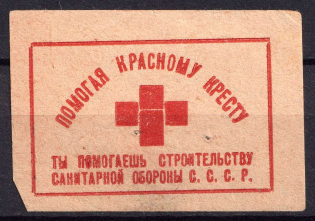 ПОМОГАЯ КРАСНОМУ КРЕСТУ
ТЫ ПОМОГАЕШЬ СТРОИТЕЛЬСТВУ
САНИТАРНОЙ ОБОРОНЫ С. С. С. Р.